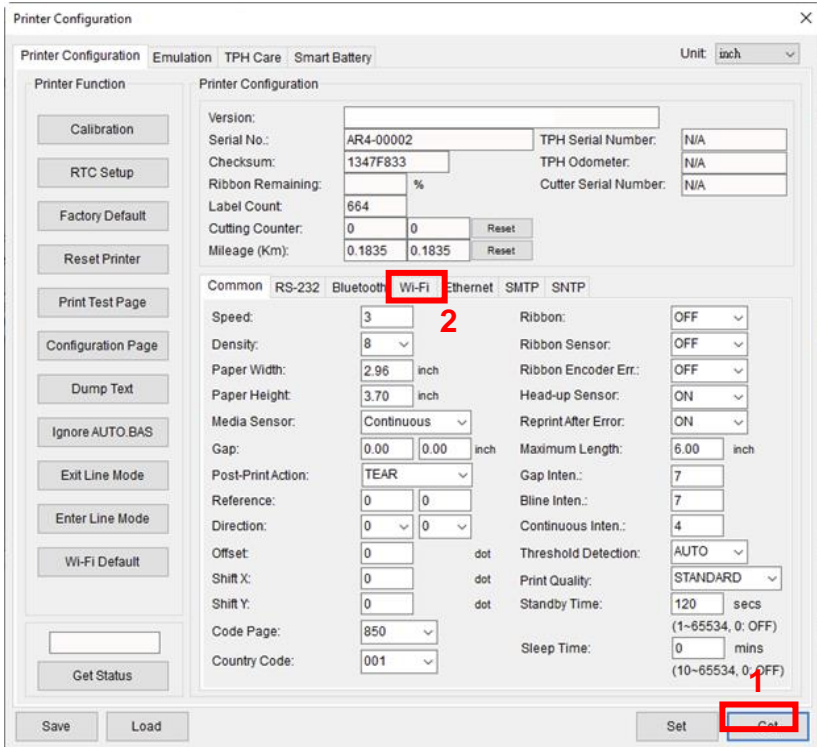 Printer Configuration
Printer Configuration Emulation TPH Care Smart Battery Unit: inch
Printer Function
Calibration
RTC Setup
Factory Default
Reset Printer
Print Test Page
Configuration Page
Dump Text
Ignore AUTO.BAS
Exit Line Mode
Enter Line Mode
Wi-Fi Default
Get Status
Printer Configuration
Version:
Serial No.: AR4-00002 TPH Serial Number: N/A
Checksum: 1347F833 TPH Odometer: N/A
Ribbon Remaining: % Cutter Serial Number: N/A
Label Count: 664
Cutting Counter: 0 0 Reset
Mileage (Km): 0.1835 0.1835 Reset
Common RS-232 Bluetooth Wi-Fi Ethernet SMTP SNTP
2
Speed: 3 Ribbon: OFF
Density: 8 Ribbon Sensor: OFF
Paper Width: 2.96 inch Ribbon Encoder Err.: OFF
Paper Height: 3.70 inch Head-up Sensor: ON
Media Sensor: Continuous Reprint After Error: ON
Gap: 0.00 0.00 inch Maximum Length: 6.00 inch
Post-Print Action: TEAR Gap Inten.: 7
Reference: 0 0 Bline Inten.: 7
Direction: 0 0 Continuous Inten.: 4
Offset: 0 dot Threshold Detection: AUTO
Shift X: 0 dot Print Quality: STANDARD
Shift Y: 0 dot Standby Time: 120 secs
(1~65534, 0: OFF)
Code Page: 850
Sleep Time: 0 mins
Country Code: 001
(10~65534, 0: OFF)
1
Save Load Set Get